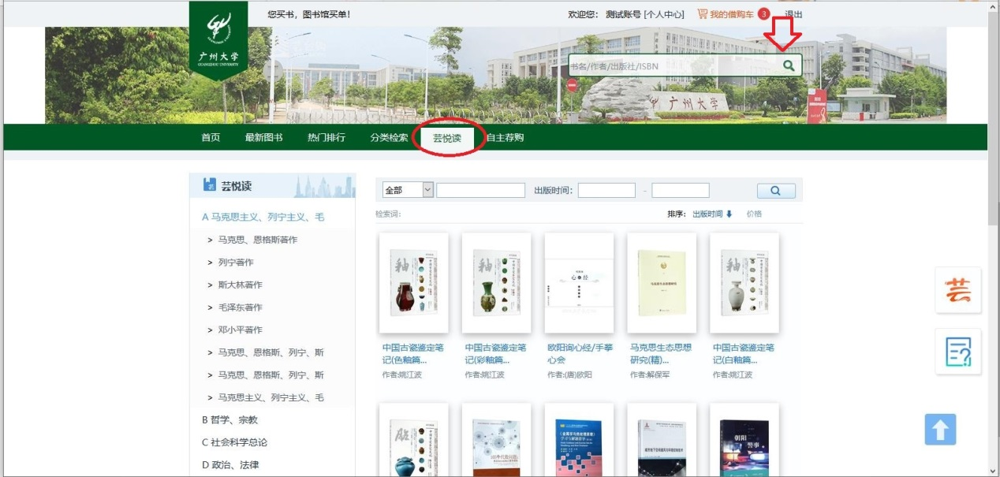 您买书，图书馆买单！
欢迎您： 测试账号 [个人中心] 我的借购车 3 退出
广州大学
GUANGZHOU UNIVERSITY
书名/作者/出版社/ISBN
广州大学
首页 最新图书 热门排行 分类检索 芸悦读 自主荐购
芸悦读
全部 出版时间： -
检索词：
排序： 出版时间 价格
A 马克思主义、列宁主义、毛
> 马克思、恩格斯著作
> 列宁著作
> 斯大林著作
> 毛泽东著作
> 邓小平著作
> 马克思、恩格斯、列宁、斯
> 马克思、恩格斯、列宁、斯
> 马克思主义、列宁主义、毛
B 哲学、宗教
C 社会科学总论
D 政治、法律
釉
釉
心经
釉
中国古瓷鉴定笔
记(色釉篇...
作者:姚江波
中国古瓷鉴定笔
记(彩釉篇...
作者:姚江波
欧阳询心经/手摹
心会
作者:(唐)欧阳
马克思生态思想
研究(精)...
作者:解保军
中国古瓷鉴定笔
记(白釉篇...
作者:姚江波
朝阳
警事
芸